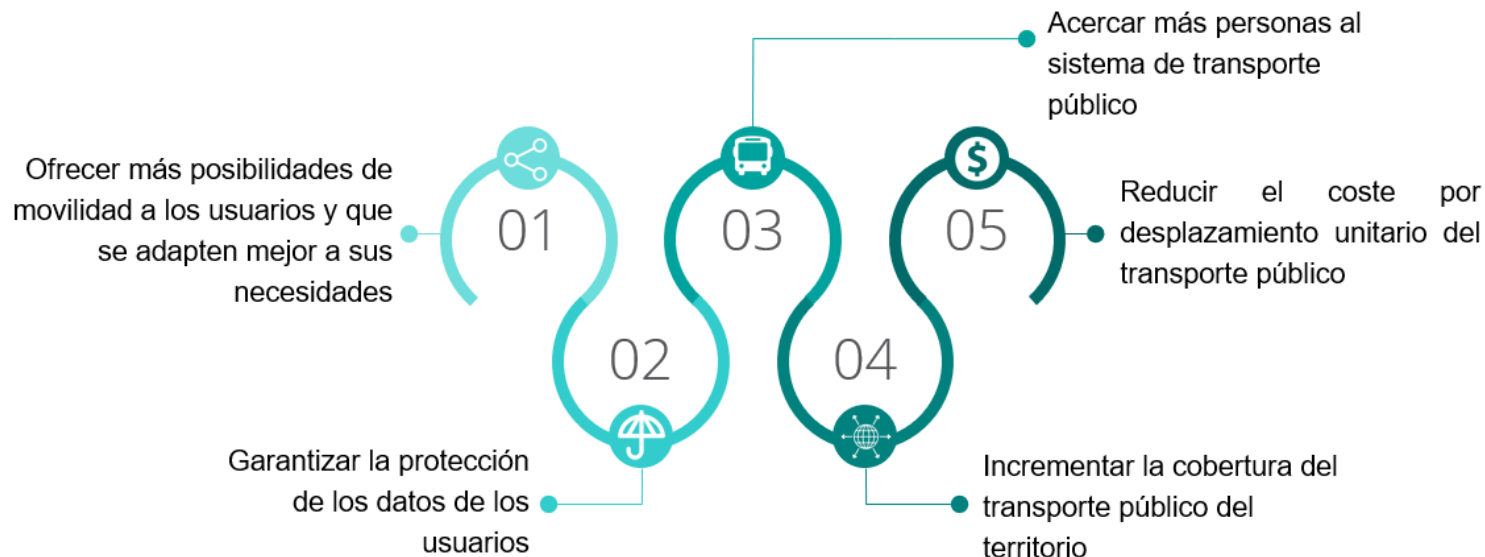 Ofrecer más posibilidades de
movilidad a los usuarios y que
se adapten mejor a sus
necesidades
01
Garantizar la protección
de los datos de los
usuarios
02
Acercar más personas al
sistema de transporte
público
03
Incrementar la cobertura del
transporte público del
territorio
04
$
Reducir el coste por
desplazamiento unitario del
transporte público
05